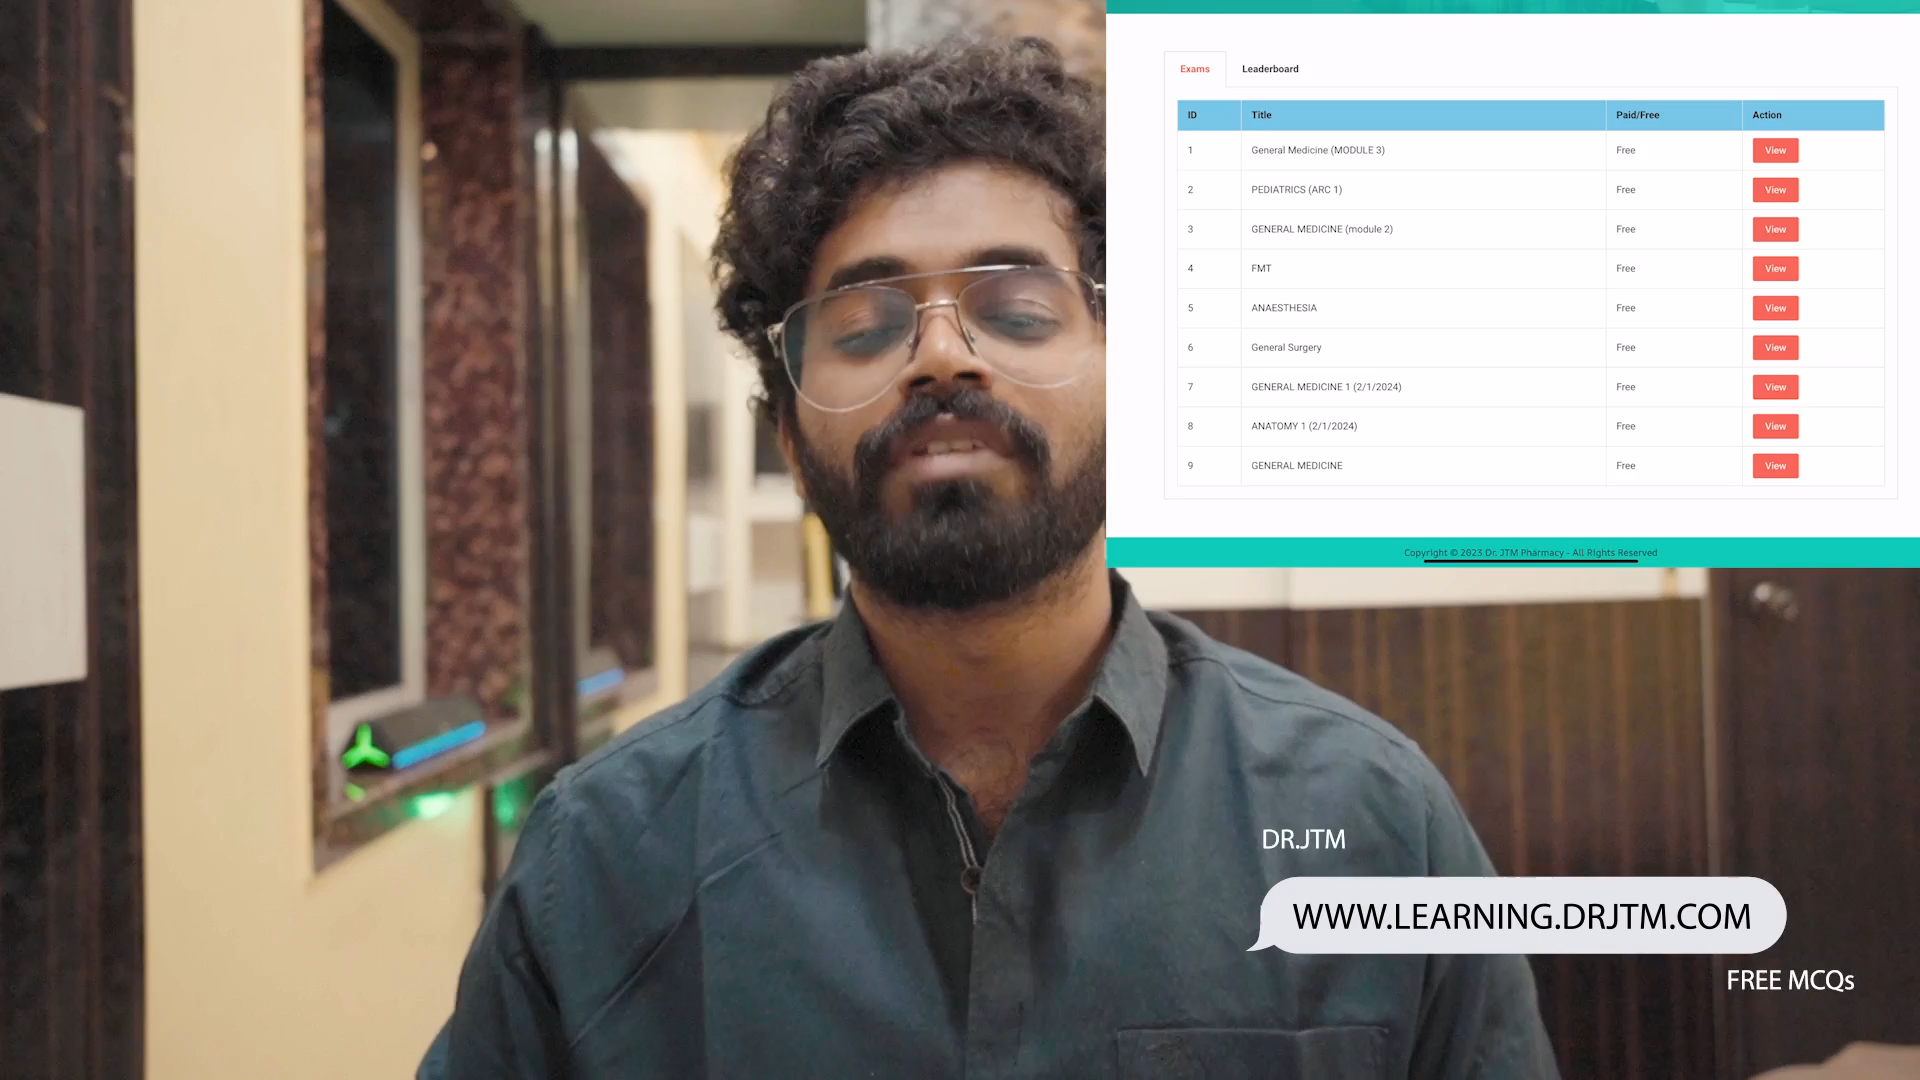 Exams Leaderboard
ID Title Paid/Free Action
1 General Medicine (MODULE 3) Free View
2 PEDIATRICS (ARC 1) Free View
3 GENERAL MEDICINE (module 2) Free View
4 FMT Free View
5 ANAESTHESIA Free View
6 General Surgery Free View
7 GENERAL MEDICINE 1 (2/1/2024) Free View
8 ANATOMY 1 (2/1/2024) Free View
9 GENERAL MEDICINE Free View
Copyright © 2023 Dr. JTM Pharmacy - All Rights Reserved
DR.JTM
WWW.LEARNING.DRJTM.COM
FREE MCQs